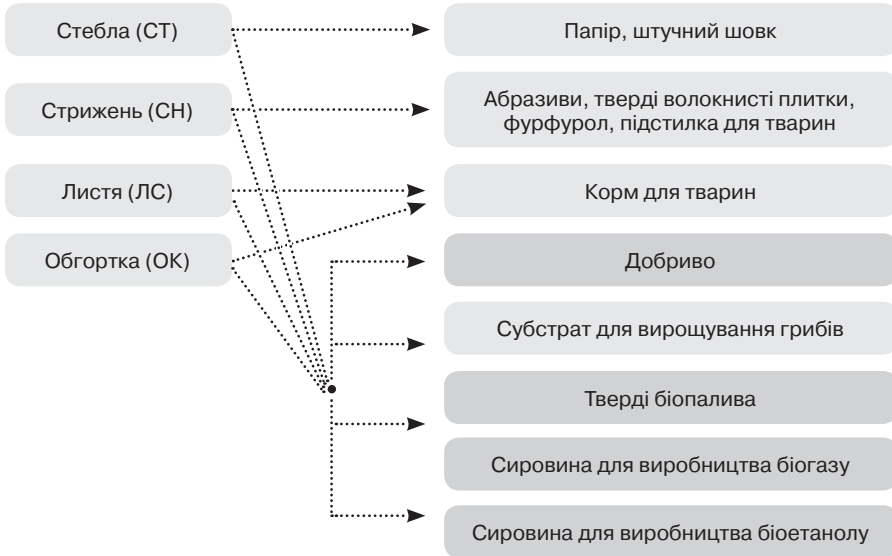 Стебла (СТ)
Папір, штучний шовк
Стрижень (СН)
Абразиви, тверді волокнисті плитки,
фурфурол, підстилка для тварин
Листя (ЛС)
Корм для тварин
Обгортка (ОК)
Добриво
Субстрат для вирощування грибів
Тверді біопалива
Сировина для виробництва біогазу
Сировина для виробництва біоетанолу